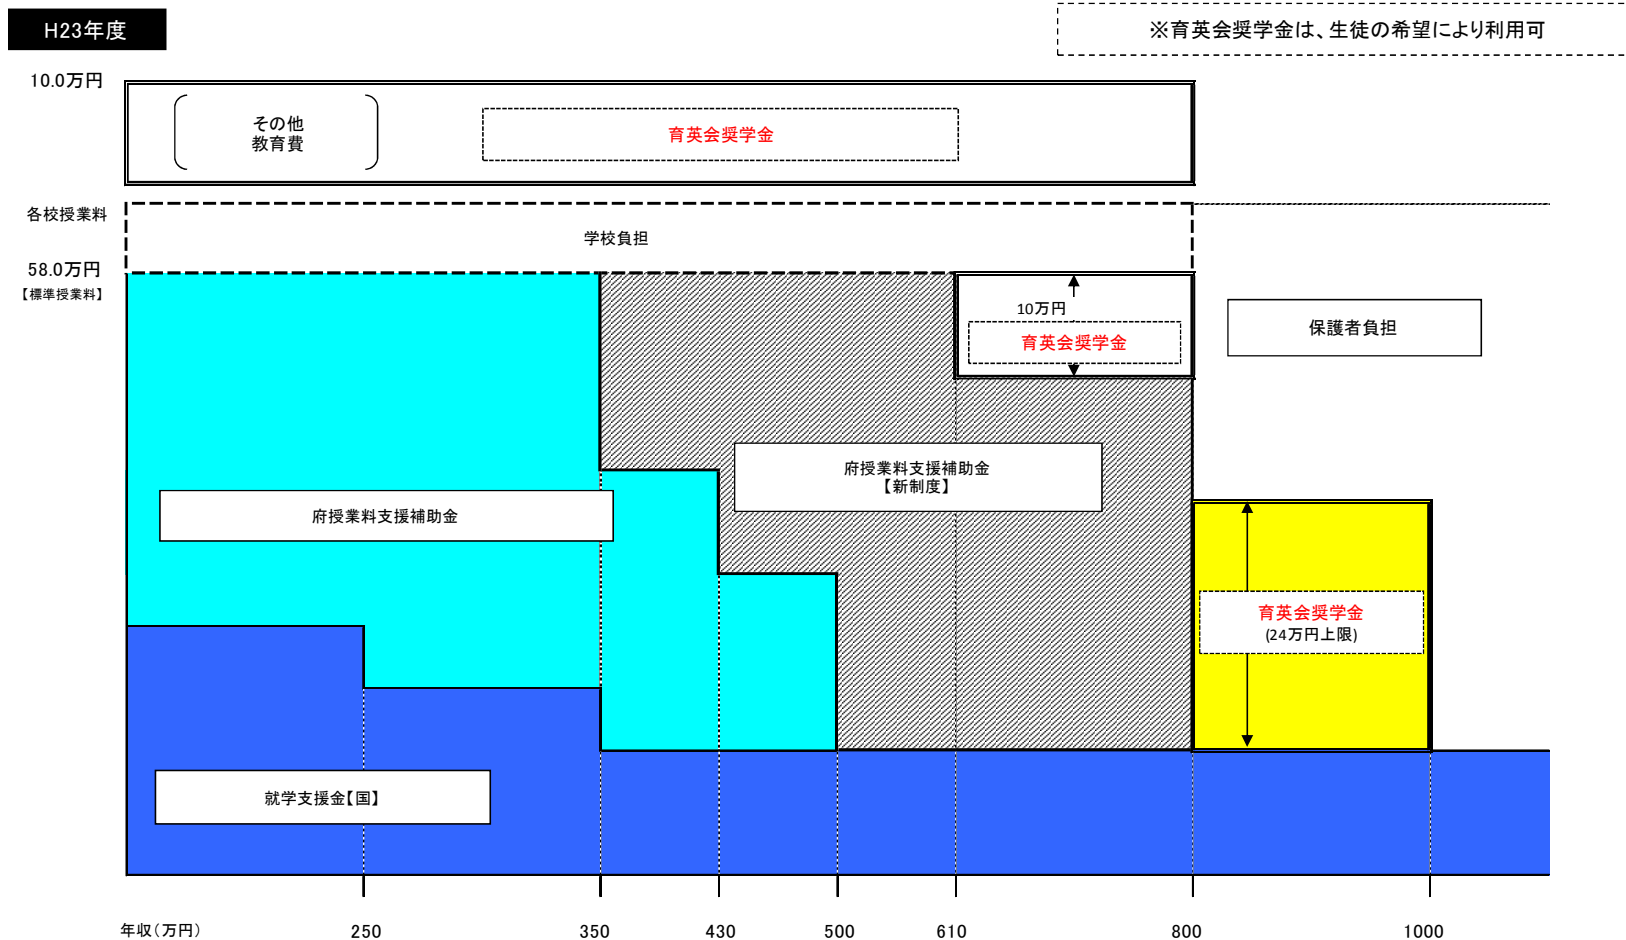 H23年度
※育英会奨学金は、生徒の希望により利用可
10.0万円
その他
教育費
育英会奨学金
各校授業料
学校負担
58.0万円
【標準授業料】
10万円
育英会奨学金
保護者負担
府授業料支援補助金
【新制度】
府授業料支援補助金
育英会奨学金
(24万円上限)
就学支援金【国】
年収(万円)
250
350
430
500
610
800
1000